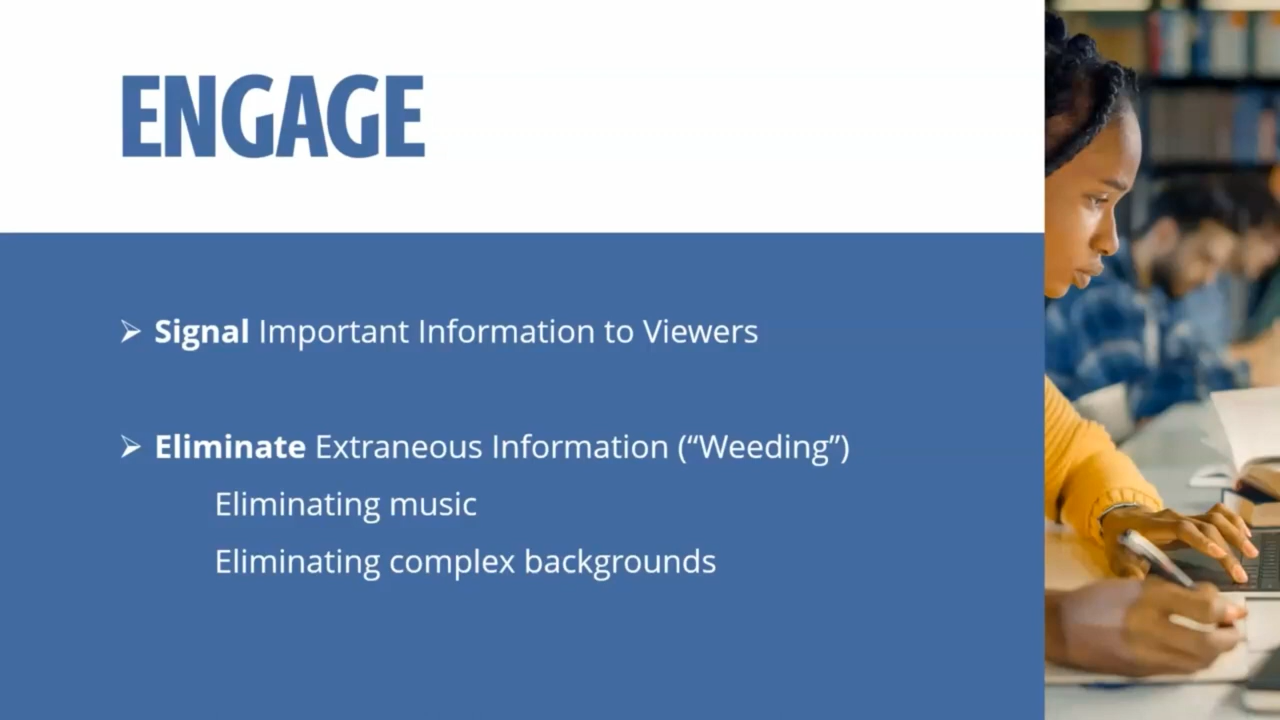 ENGAGE
➢ Signal Important Information to Viewers
➢ Eliminate Extraneous Information (“Weeding”)
Eliminating music
Eliminating complex backgrounds